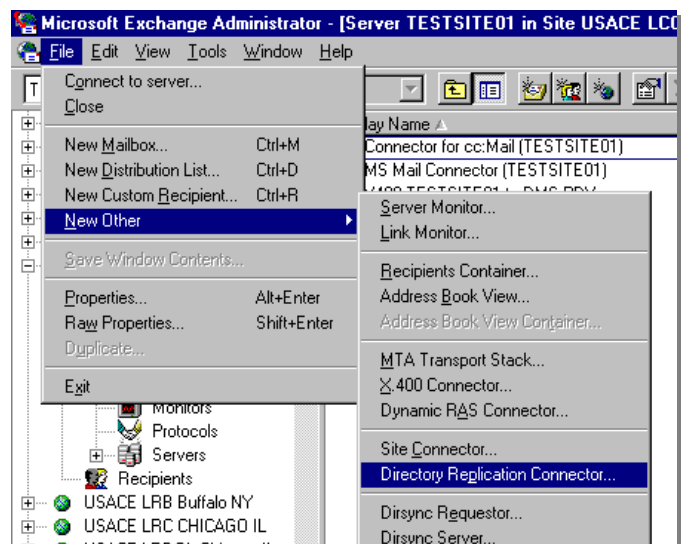 Microsoft Exchange Administrator - [Server TESTSITE01 in Site USACE LCC
File Edit View Tools Window Help
T
Connect to server...
Close
New Mailbox... Ctrl+M
New Distribution List... Ctrl+D
New Custom Recipient... Ctrl+R
New Other
Save Window Contents...
Properties... Alt+Enter
Raw Properties... Shift+Enter
Duplicate...
Exit
lay Name
Connector for cc:Mail (TESTSITE01)
MS Mail Connector (TESTSITE01)
Server Monitor...
Link Monitor...
Recipients Container...
Address Book View...
Address Book View Container...
MTA Transport Stack...
X.400 Connector...
Dynamic RAS Connector...
Site Connector...
Directory Replication Connector...
Dirsync Requestor...
Dirsync Server...
Monitors
Protocols
Servers
Recipients
USACE LRB Buffalo NY
USACE LRC CHICAGO IL